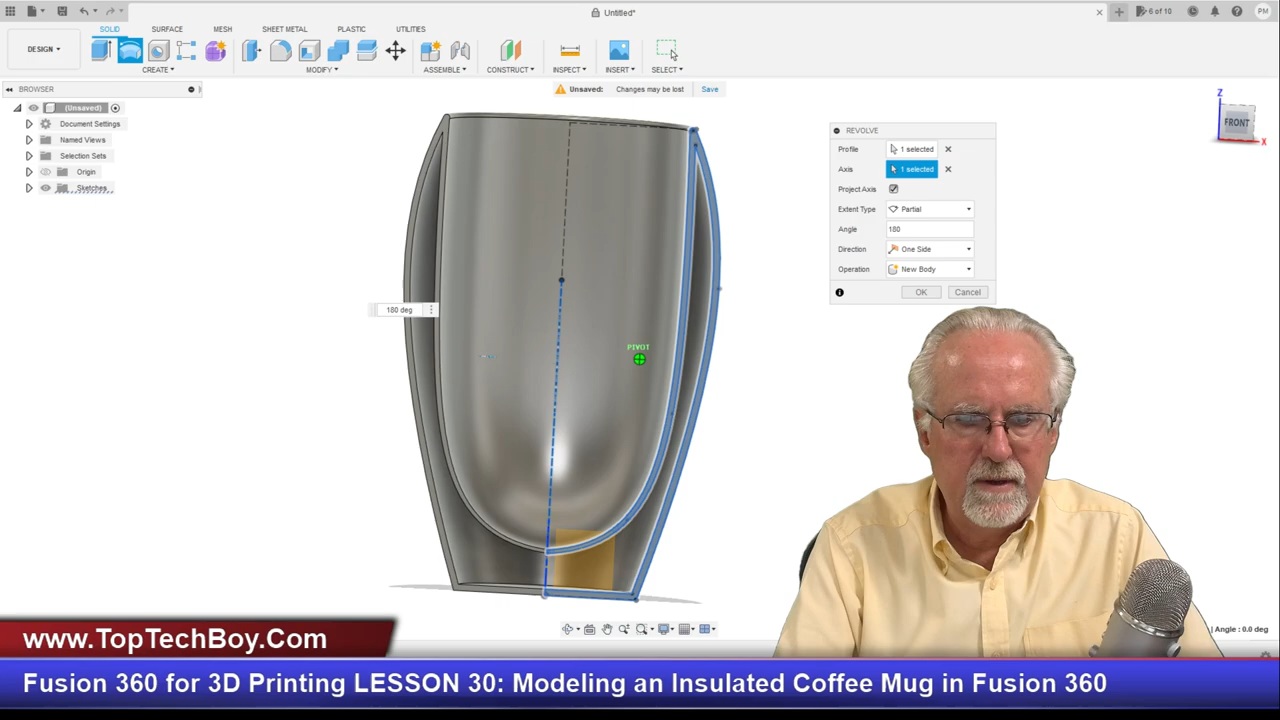 Untitled*
6 of 10
PM
DESIGN
SOLID
SURFACE
MESH
SHEET METAL
PLASTIC
UTILITIES
CREATE
MODIFY
ASSEMBLE
CONSTRUCT
INSPECT
INSERT
SELECT
BROWSER
Unsaved: Changes may be lost Save
(Unsaved)
Document Settings
Named Views
Selection Sets
Origin
Sketches
Z
FRONT
X
REVOLVE
Profile 1 selected
Axis 1 selected
Project Axis
Extent Type Partial
Angle 180
Direction One Side
Operation New Body
OK Cancel
180 deg
PIVOT
| Angle : 0.0 deg
www.TopTechBoy.Com
Fusion 360 for 3D Printing LESSON 30: Modeling an Insulated Coffee Mug in Fusion 360